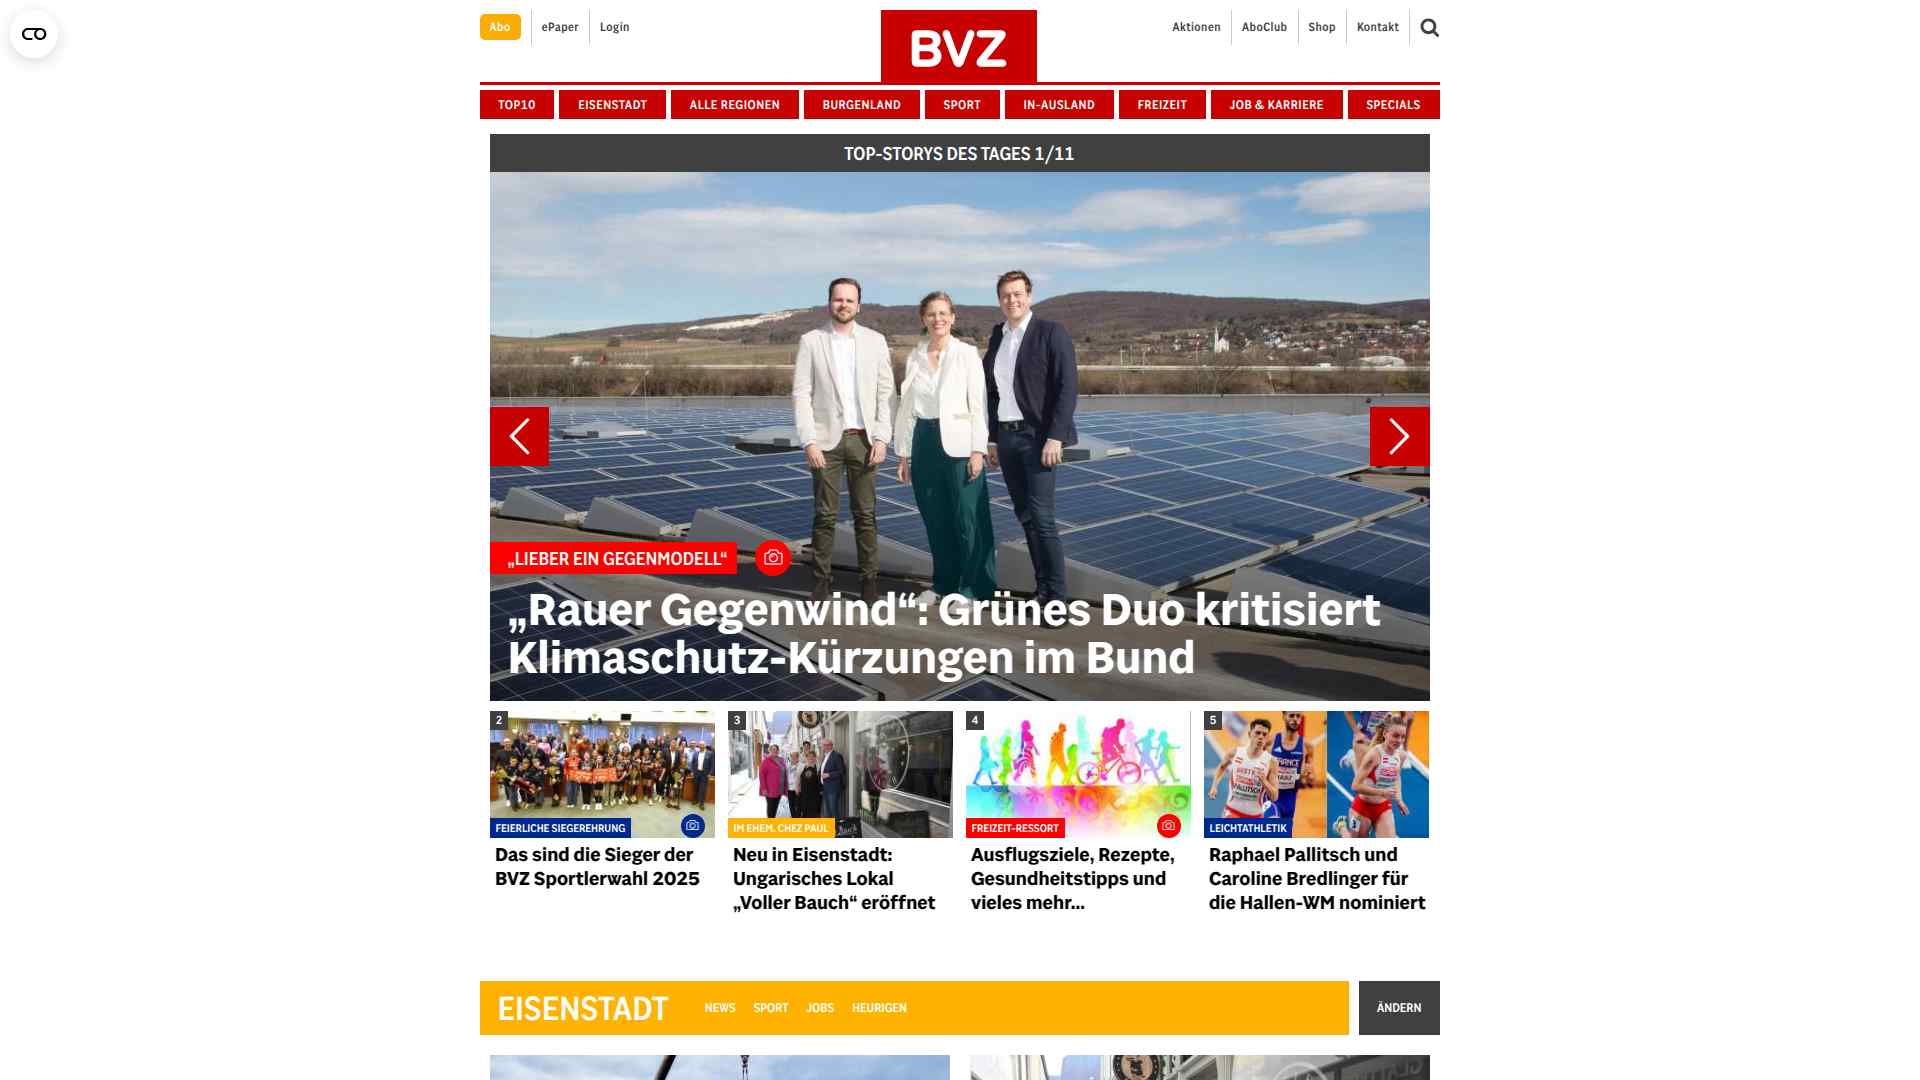 Abo
ePaper
Login
BVZ
Aktionen
AboClub
Shop
Kontakt
TOP10
EISENSTADT
ALLE REGIONEN
BURGENLAND
SPORT
IN-AUSLAND
FREIZEIT
JOB & KARRIERE
SPECIALS
TOP-STORYS DES TAGES 1/11
„LIEBER EIN GEGENMODELL“
„Rauer Gegenwind“: Grünes Duo kritisiert
Klimaschutz-Kürzungen im Bund
2
FEIERLICHE SIEGEREHRUNG
Das sind die Sieger der
BVZ Sportlerwahl 2025
3
IM EHEM. CHEZ PAUL
Neu in Eisenstadt:
Ungarisches Lokal
„Voller Bauch“ eröffnet
4
FREIZEIT-RESSORT
Ausflugsziele, Rezepte,
Gesundheitstipps und
vieles mehr...
5
LEICHTATHLETIK
Raphael Pallitsch und
Caroline Bredlinger für
die Hallen-WM nominiert
EISENSTADT
NEWS
SPORT
JOBS
HEURIGEN
ÄNDERN